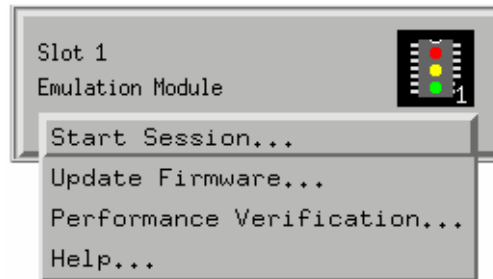 Slot 1
Emulation Module
1
Start Session...
Update Firmware...
Performance Verification...
Help...